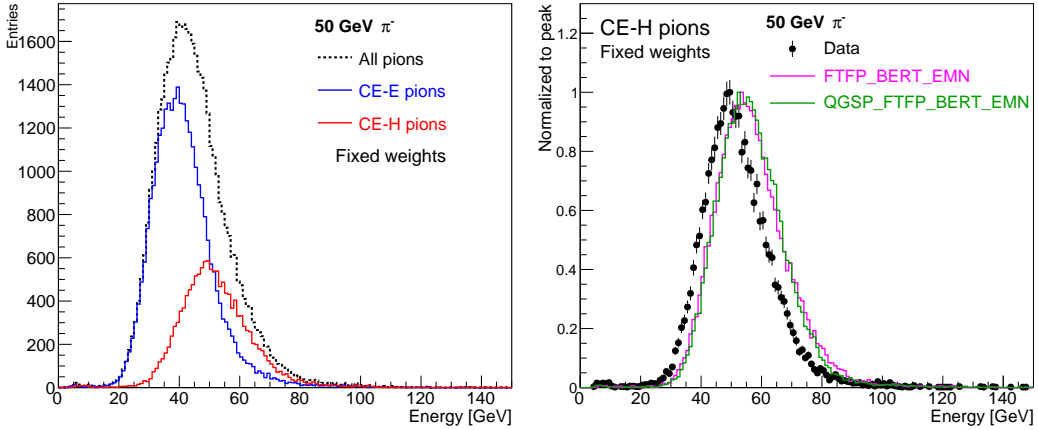 Entries
50 GeV π⁻
All pions
CE-E pions
CE-H pions
Fixed weights
1600
1400
1200
1000
800
600
400
200
0
0 20 40 60 80 100 120 140
Energy [GeV]
Normalized to peak
CE-H pions
Fixed weights
50 GeV π⁻
Data
FTFP_BERT_EMN
QGSP_FTFP_BERT_EMN
1.2
1
0.8
0.6
0.4
0.2
0
0 20 40 60 80 100 120 140
Energy [GeV]